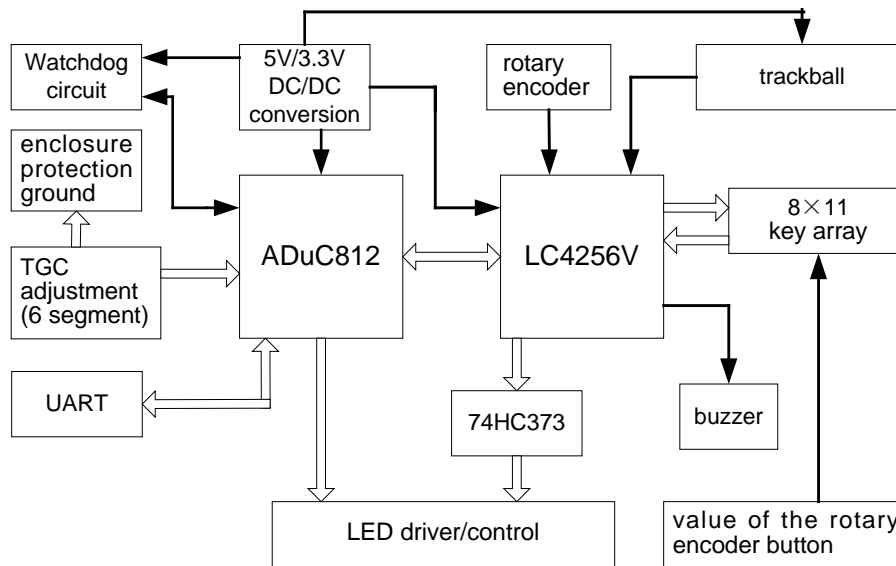 Watchdog
circuit
5V/3.3V
DC/DC
conversion
rotary
encoder
trackball
enclosure
protection
ground
ADuC812
LC4256V
8×11
key array
TGC
adjustment
(6 segment)
UART
74HC373
buzzer
LED driver/control
value of the rotary
encoder button